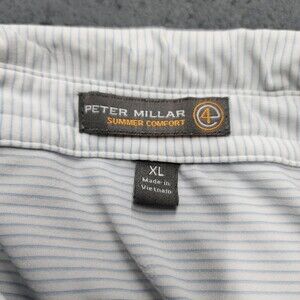 PETER MILLAR
SUMMER COMFORT
4
XL
Made in
Vietnam